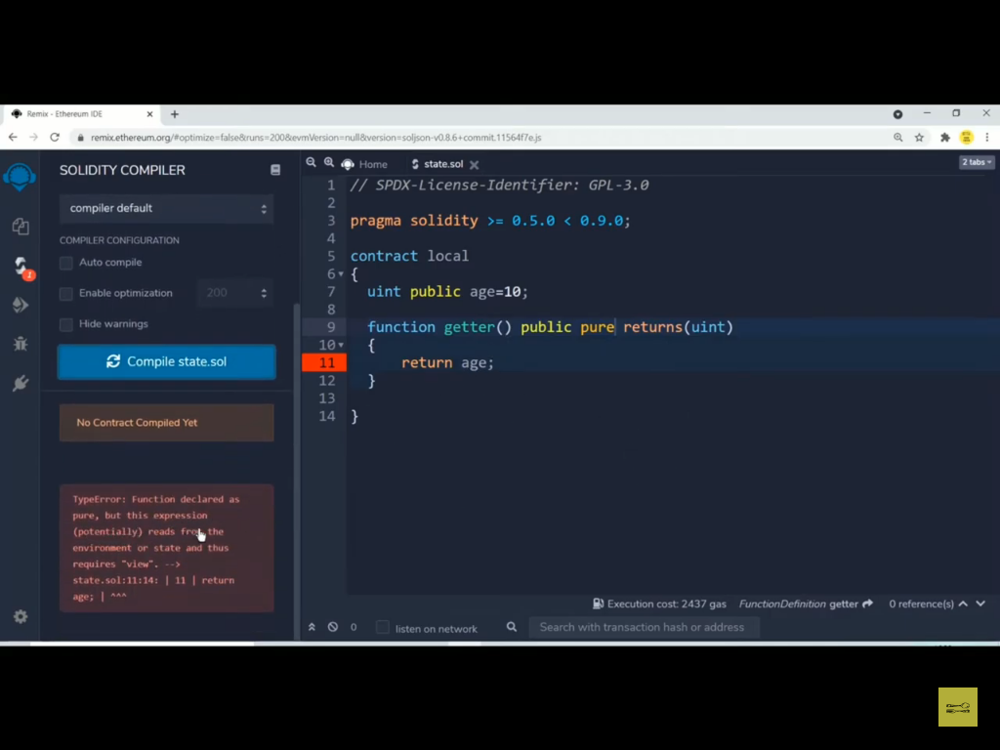 Remix - Ethereum IDE
remix.ethereum.org/#optimize=false&runs=200&evmVersion=null&version=soljson-v0.8.6+commit.11564f7e.js
SOLIDITY COMPILER
compiler default
COMPILER CONFIGURATION
Auto compile
Enable optimization 200
Hide warnings
Compile state.sol
No Contract Compiled Yet
TypeError: Function declared as
pure, but this expression
(potentially) reads from the
environment or state and thus
requires "view". -->
state.sol:11:14: | 11 | return
age; | ^^^
1
Home state.sol 2 tabs
1 // SPDX-License-Identifier: GPL-3.0
2
3 pragma solidity >= 0.5.0 < 0.9.0;
4
5 contract local
6 {
7 uint public age=10;
8
9 function getter() public pure returns(uint)
10 {
11 return age;
12 }
13
14 }
Execution cost: 2437 gas FunctionDefinition getter 0 reference(s)
0 listen on network Search with transaction hash or address